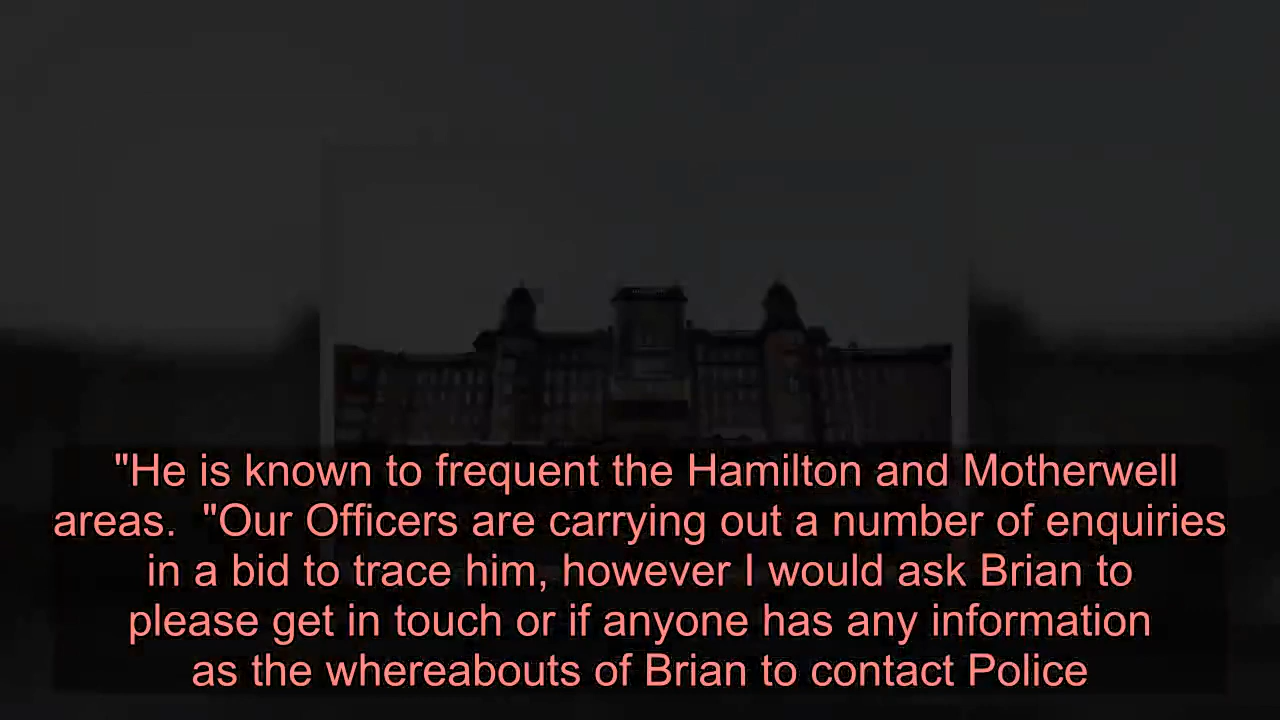 "He is known to frequent the Hamilton and Motherwell
areas.  "Our Officers are carrying out a number of enquiries
in a bid to trace him, however I would ask Brian to
please get in touch or if anyone has any information
as the whereabouts of Brian to contact Police